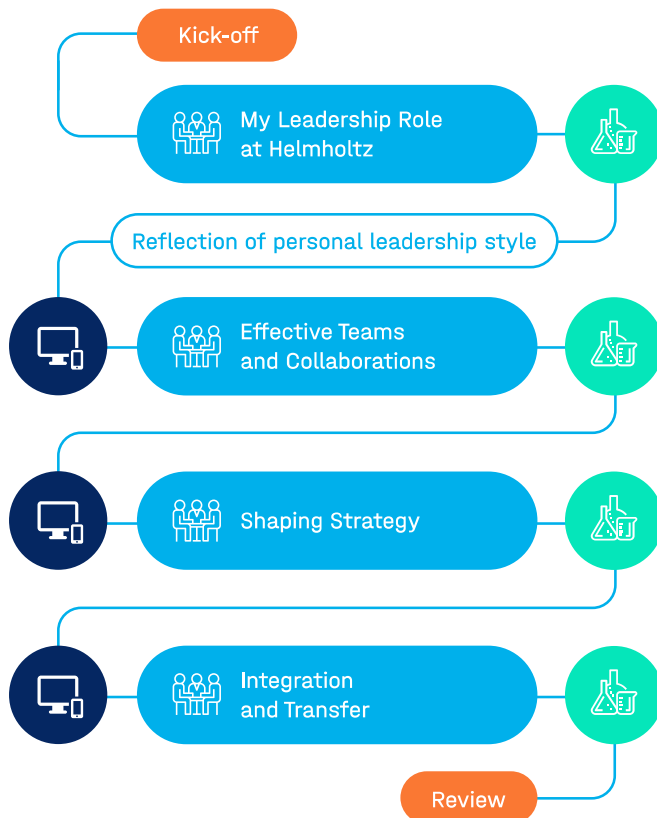 Kick-off
My Leadership Role
at Helmholtz
Reflection of personal leadership style
Effective Teams
and Collaborations
Shaping Strategy
Integration
and Transfer
Review